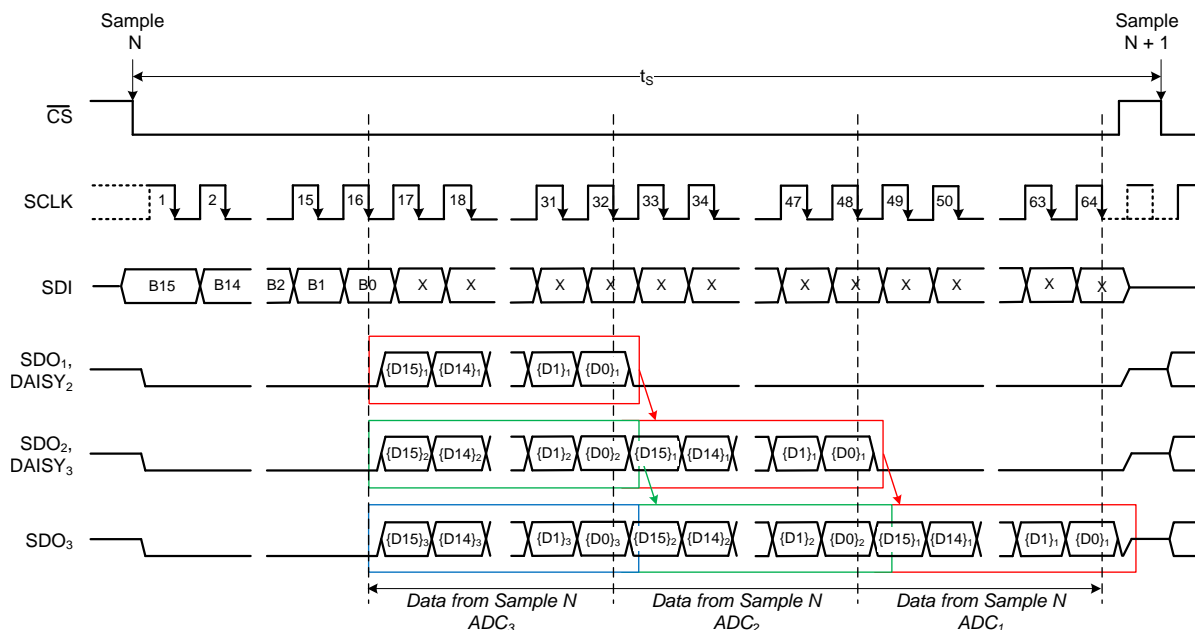 Sample
N
Sample
N + 1
tS
CS
SCLK
1 2 15 16 17 18 31 32 33 34 47 48 49 50 63 64
SDI
B15 B14 B2 B1 B0 X X X X X X X X X X X X
SDO1,
DAISY2
{D15}1 {D14}1 {D1}1 {D0}1
SDO2,
DAISY3
{D15}2 {D14}2 {D1}2 {D0}2 {D15}1 {D14}1 {D1}1 {D0}1
SDO3
{D15}3 {D14}3 {D1}3 {D0}3 {D15}2 {D14}2 {D1}2 {D0}2 {D15}1 {D14}1 {D1}1 {D0}1
Data from Sample N
ADC3
Data from Sample N
ADC2
Data from Sample N
ADC1